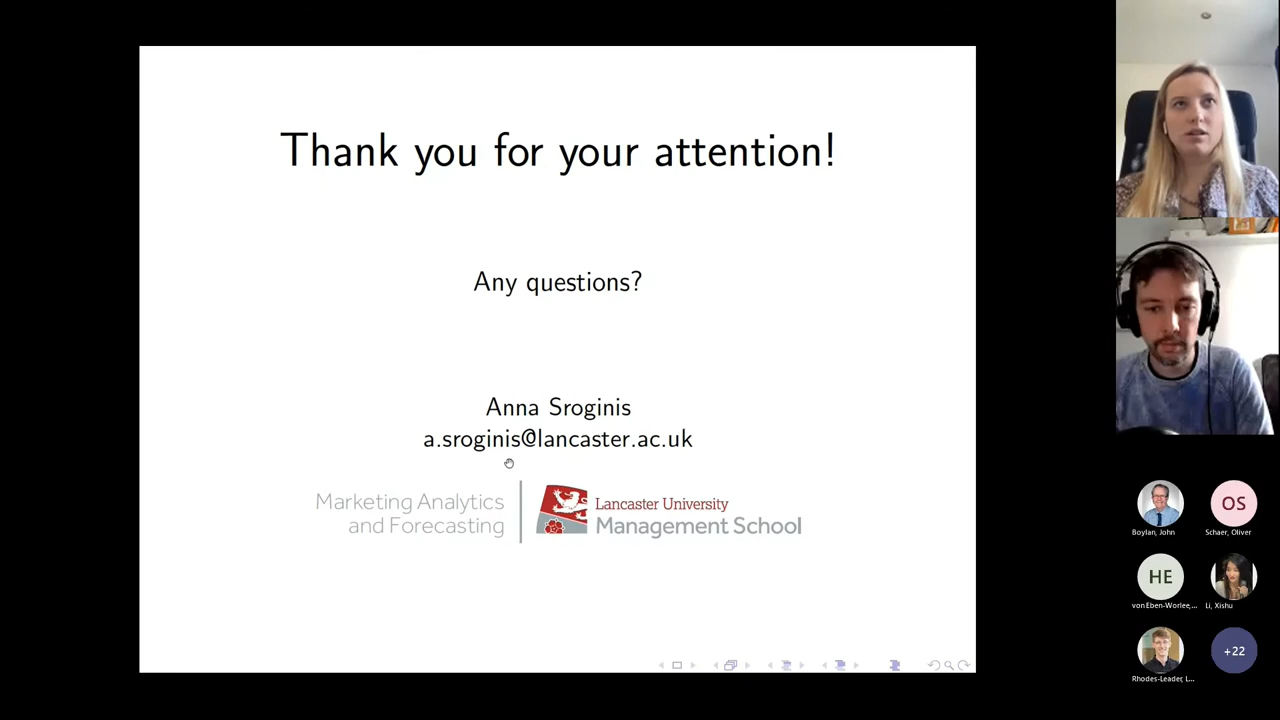 Thank you for your attention!
Any questions?
Anna Sroginis
a.sroginis@lancaster.ac.uk
Marketing Analytics
and Forecasting
Lancaster University
Management School
OS
Boylan, John
Schaer, Oliver
HE
von Eben-Worlee,...
Li, Xishu
+22
Rhodes-Leader, L...